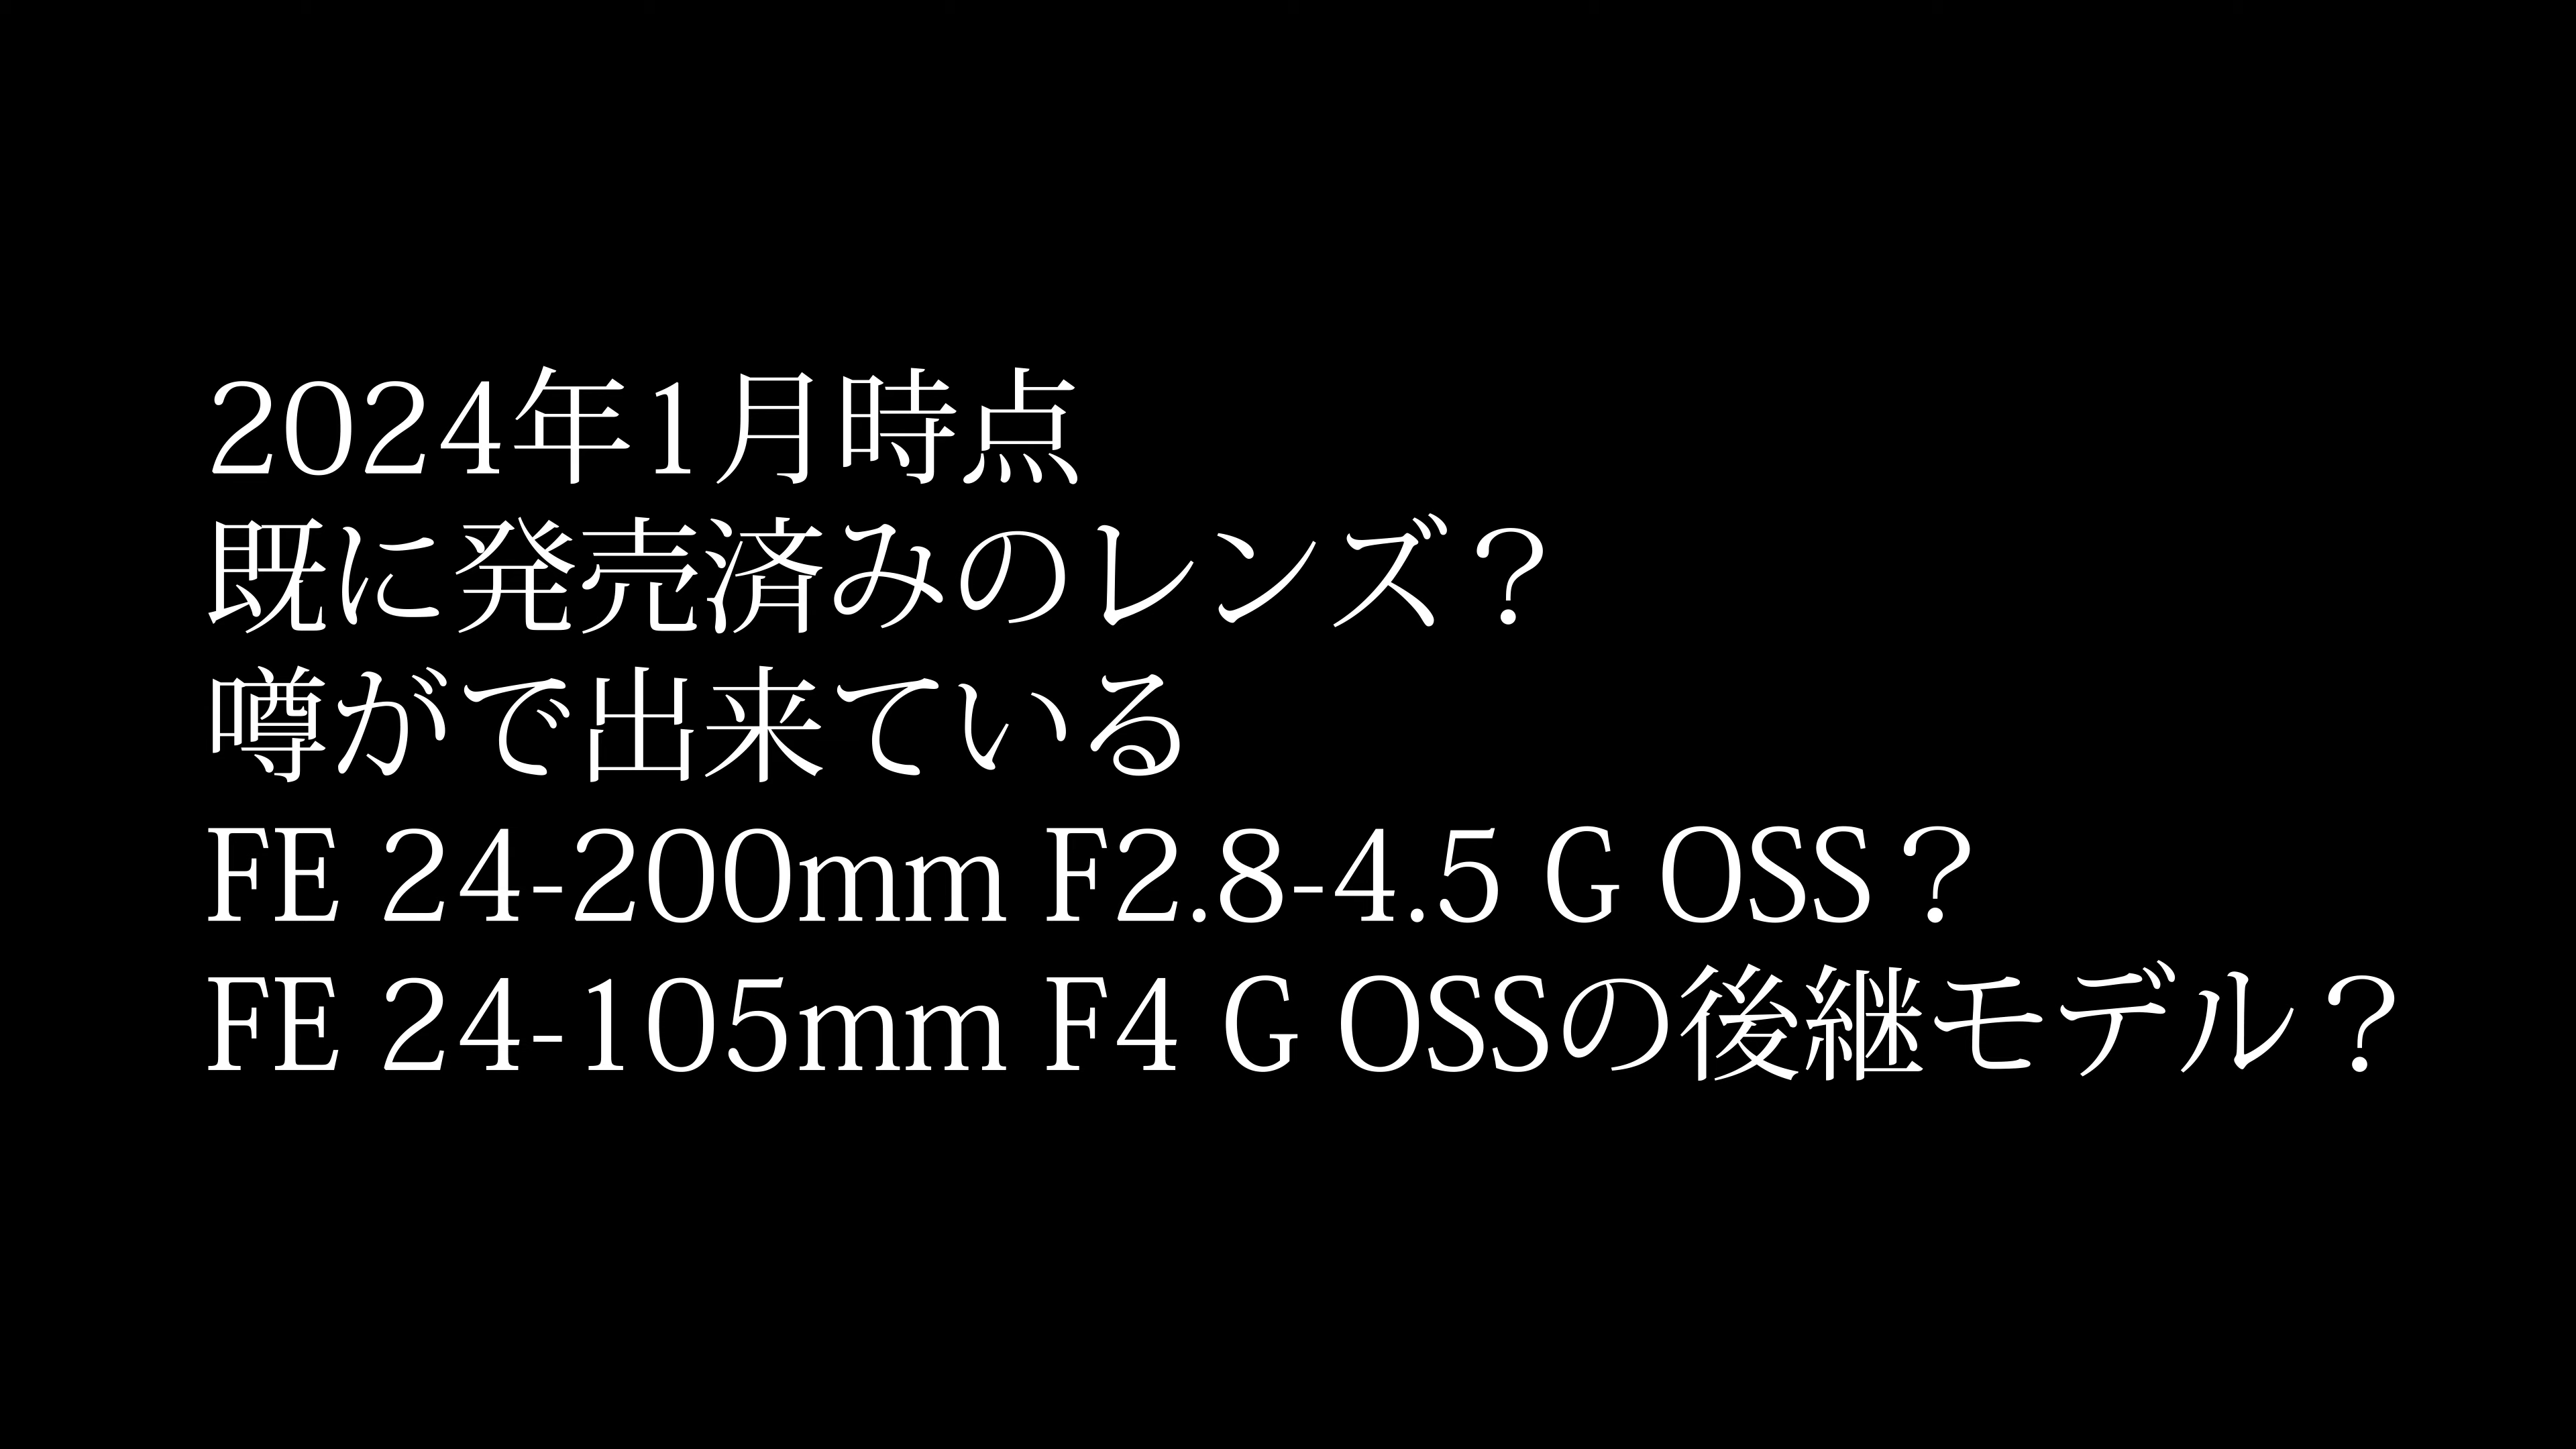 2024年1月時点
既に発売済みのレンズ？
噂がで出来ている
FE 24-200mm F2.8-4.5 G OSS？
FE 24-105mm F4 G OSSの後継モデル？